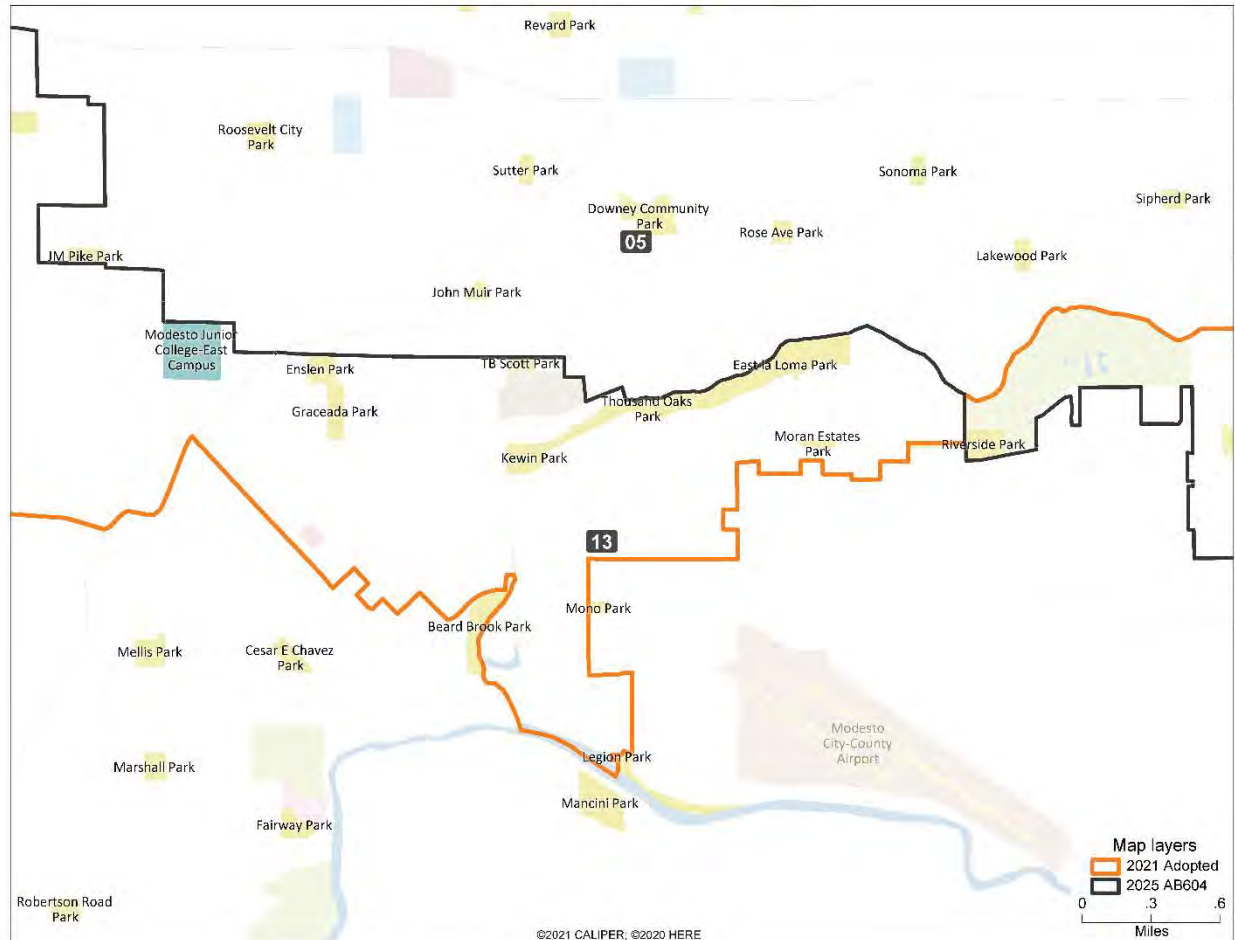 Revard Park
Roosevelt City
Park
Sutter Park
Sonoma Park
Sipherd Park
Downey Community
Park
05
Rose Ave Park
Lakewood Park
JM Pike Park
John Muir Park
Modesto Junior
College-East
Campus
Enslen Park
TB Scott Park
East la Loma Park
Graceada Park
Thousand Oaks
Park
Moran Estates
Park
Riverside Park
Kewin Park
13
Mono Park
Beard Brook Park
Mellis Park
Cesar E Chavez
Park
Modesto
City-County
Airport
Legion Park
Marshall Park
Mancini Park
Fairway Park
Map layers
2021 Adopted
2025 AB604
0 .3 .6
Miles
Robertson Road
Park
©2021 CALIPER; ©2020 HERE